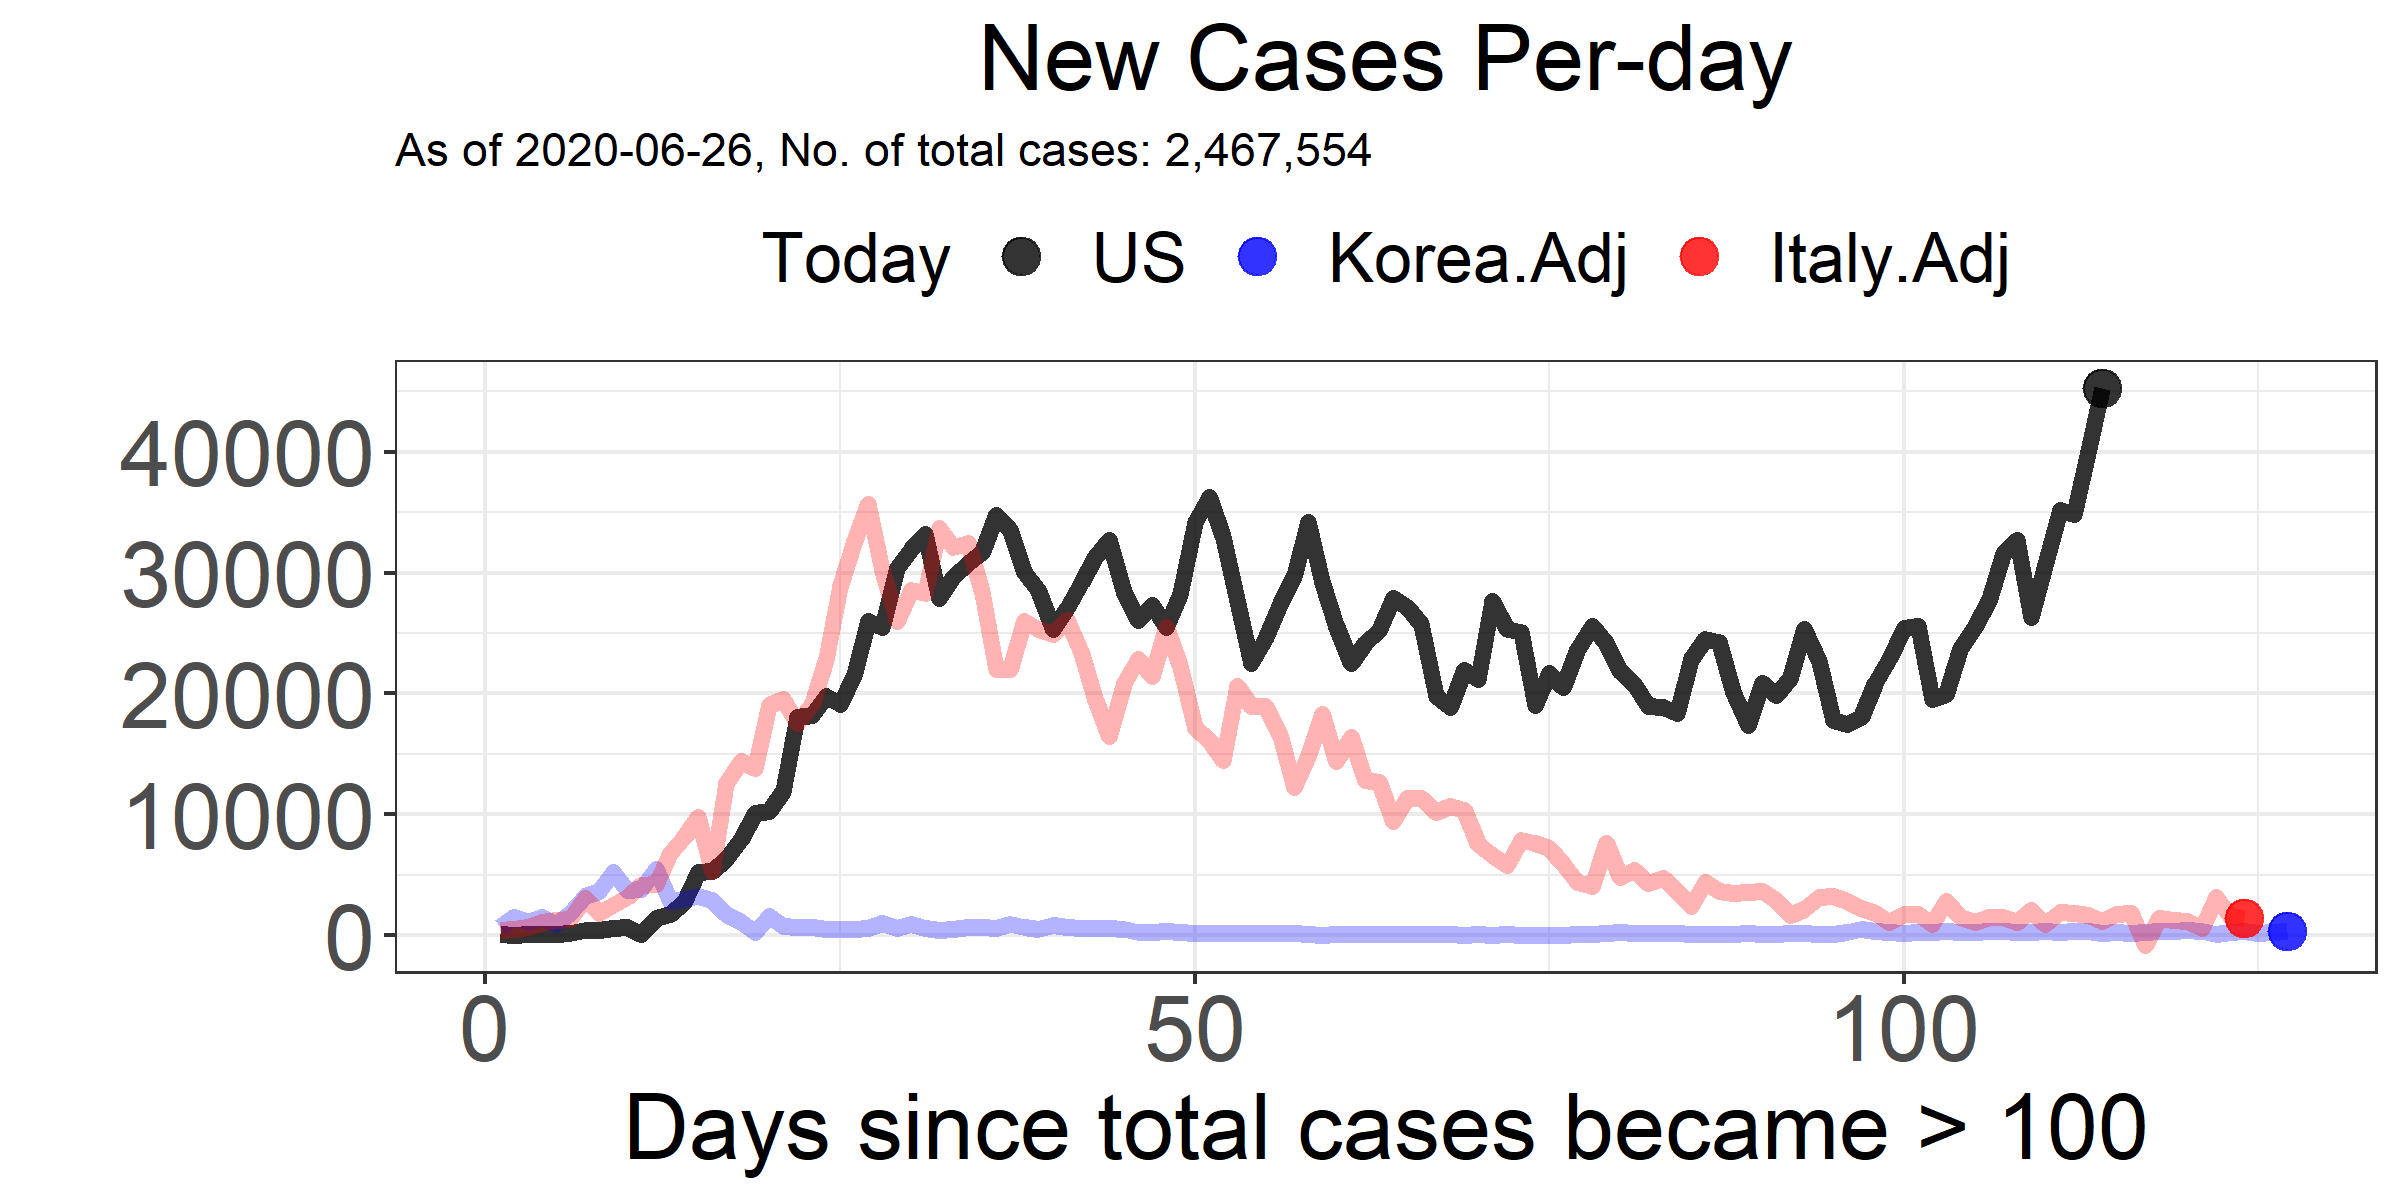 New Cases Per-day
As of 2020-06-26, No. of total cases: 2,467,554
Today US Korea.Adj Italy.Adj
40000
30000
20000
10000
0
0 50 100
Days since total cases became > 100